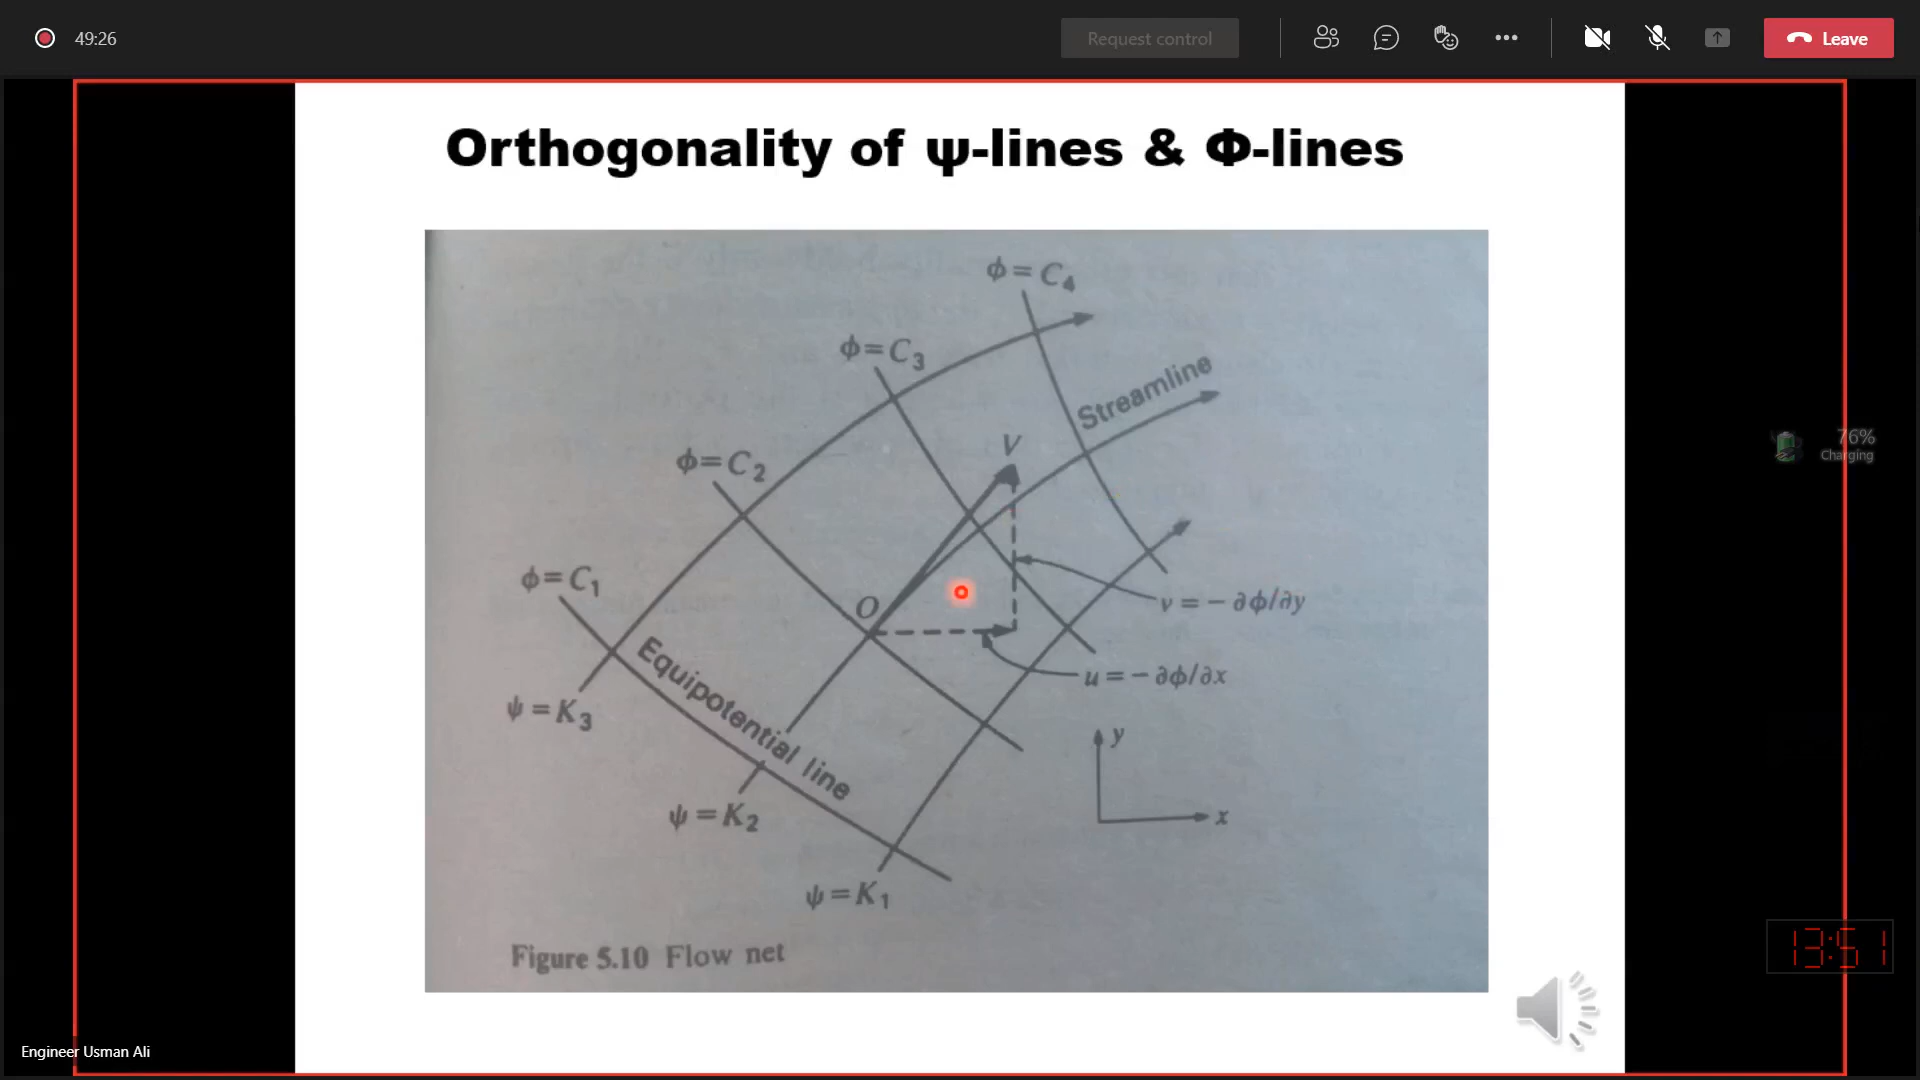 49:26
Request control
Leave
Orthogonality of ψ-lines & Φ-lines
ϕ = C₄
ϕ = C₃
Streamline
V
ϕ = C₂
ϕ = C₁
O
v = − ∂ϕ/∂y
Equipotential line
u = − ∂ϕ/∂x
ψ = K₃
y
x
ψ = K₂
ψ = K₁
Figure 5.10 Flow net
76%
Charging
13:51
Engineer Usman Ali